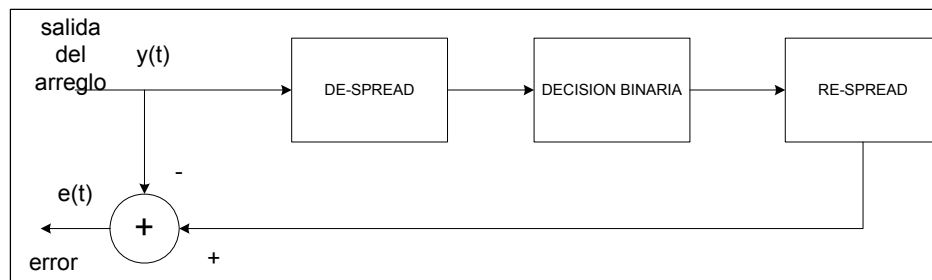 salida
del
arreglo
y(t)
DE-SPREAD
DECISION BINARIA
RE-SPREAD
-
e(t)
+
+
error